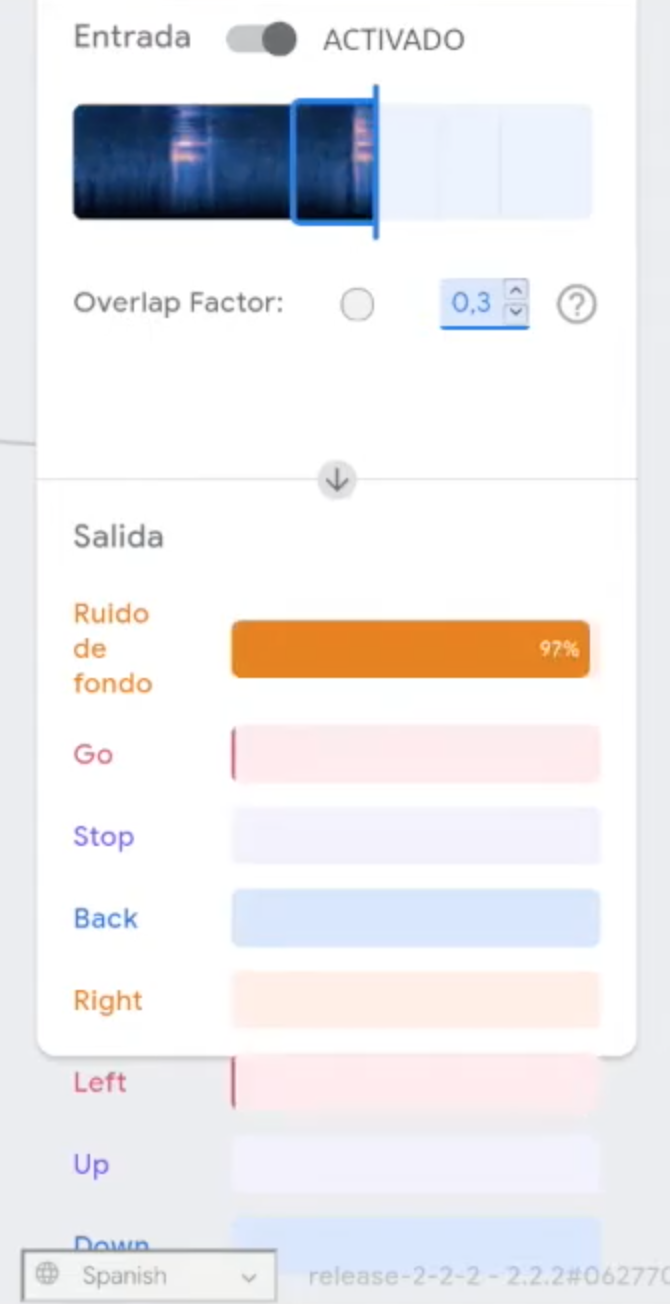 Entrada ACTIVADO
Overlap Factor: 0,3 ?
Salida
Ruido
de
fondo
97%
Go
Stop
Back
Right
Left
Up
Down
Spanish release-2-2-2 - 2.2.2#062770